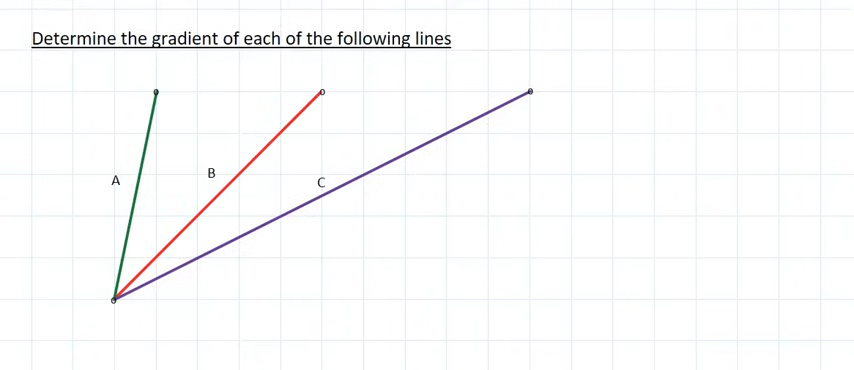 Determine the gradient of each of the following lines
B
A
C